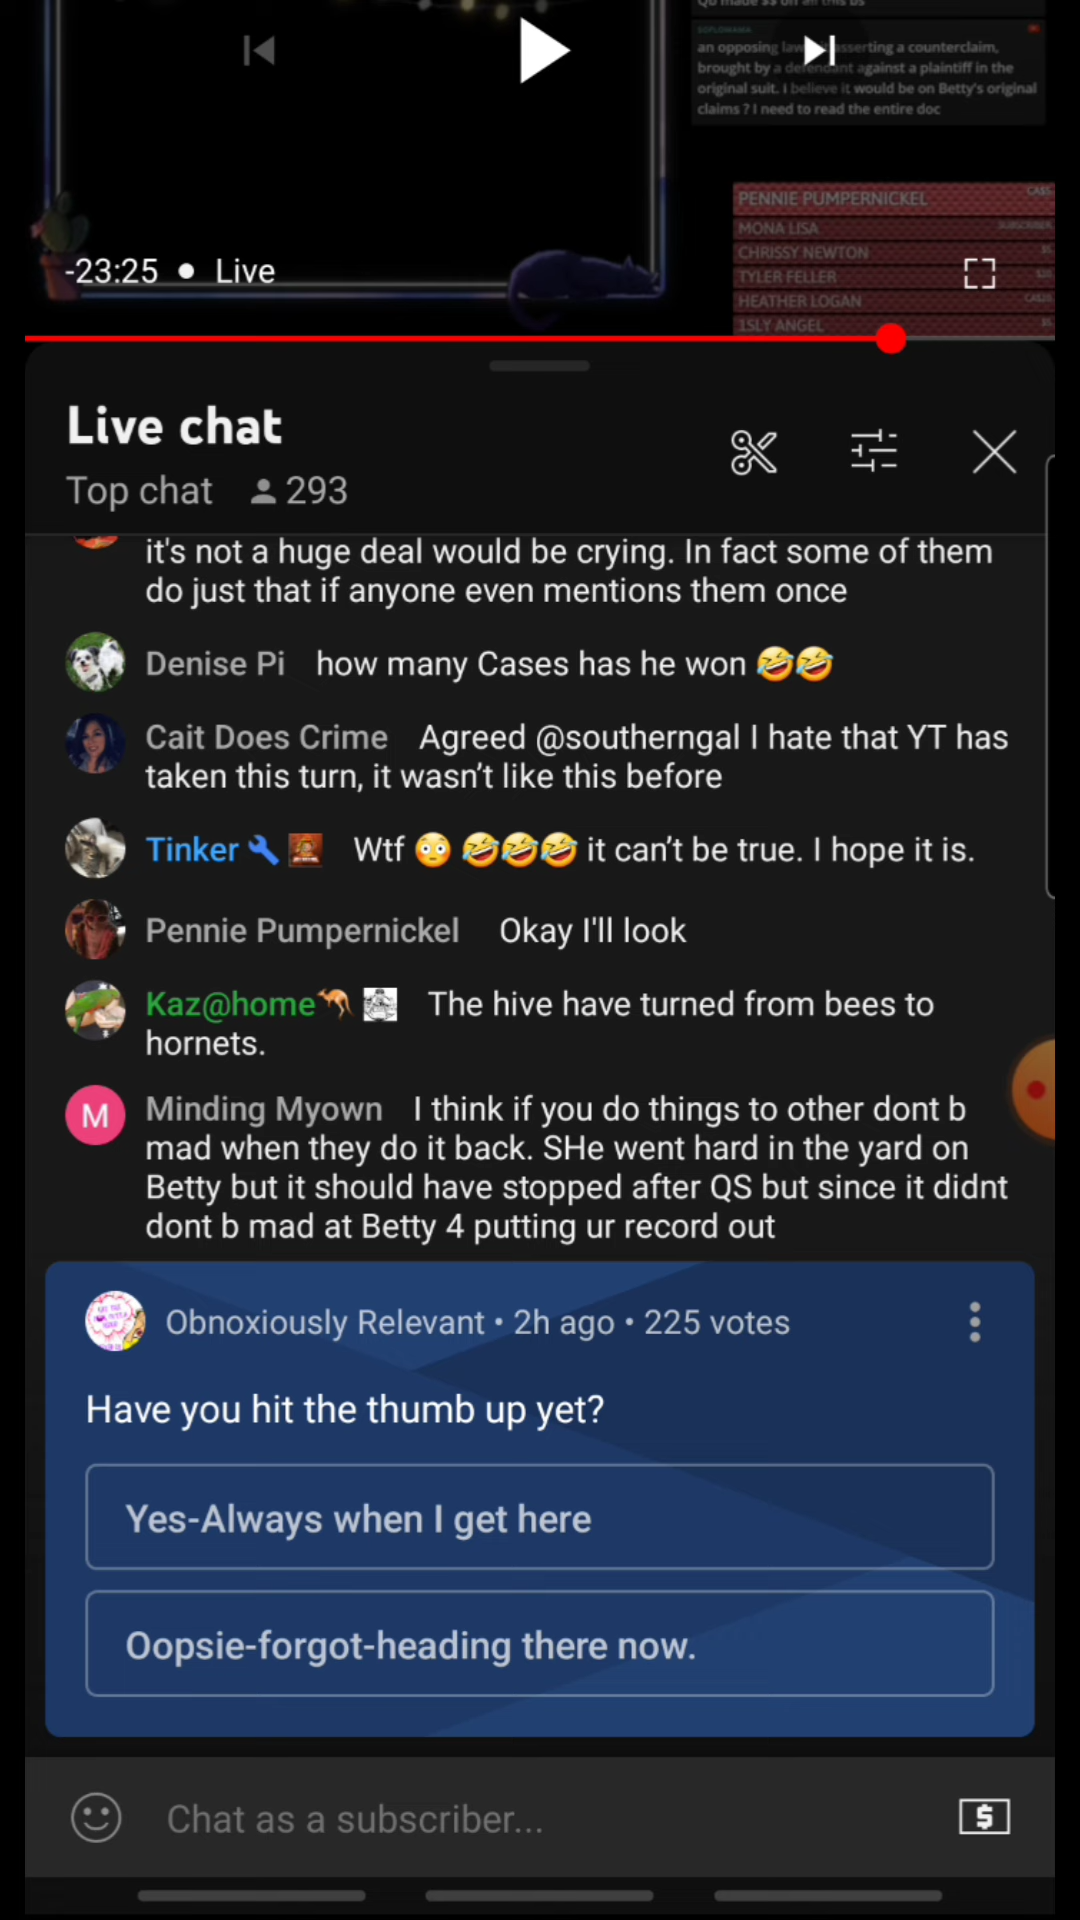 an opposing law
asserting a counterclaim,
brought by a defendant against a plaintiff in the
original suit. i believe it would be on Betty's original
claims ? I need to read the entire doc
PENNIE PUMPERNICKEL
MONA LISA
CHRISSY NEWTON
TYLER FELLER
HEATHER LOGAN
1SLY ANGEL
-23:25 • Live
Live chat
Top chat 293
it's not a huge deal would be crying. In fact some of them
do just that if anyone even mentions them once
Denise Pi how many Cases has he won 🤣🤣
Cait Does Crime Agreed @southerngal I hate that YT has
taken this turn, it wasn’t like this before
Tinker🔧 Wtf 😳 🤣🤣🤣 it can’t be true. I hope it is.
Pennie Pumpernickel Okay I'll look
Kaz@home🦘 The hive have turned from bees to
hornets.
M
Minding Myown I think if you do things to other dont b
mad when they do it back. SHe went hard in the yard on
Betty but it should have stopped after QS but since it didnt
dont b mad at Betty 4 putting ur record out
Obnoxiously Relevant • 2h ago • 225 votes
Have you hit the thumb up yet?
Yes-Always when I get here
Oopsie-forgot-heading there now.
Chat as a subscriber...
$